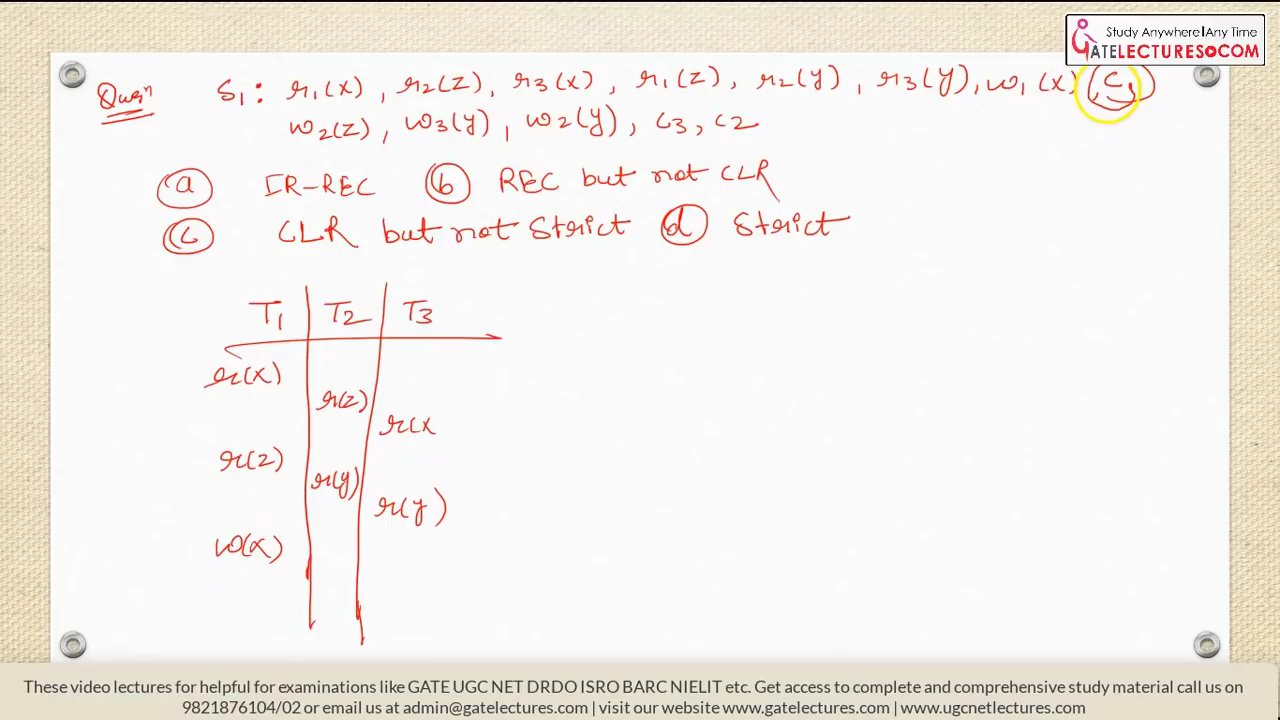 Study Anywhere|Any Time
GATELECTURES.COM
Quesn S1: r1(x), r2(z), r3(x), r1(z), r2(y), r3(y), w1(x), C1,
w2(z), w3(y), w2(y), C3, C2
a IR-REC b REC but not CLR
c CLR but not Strict d Strict
T1 T2 T3
r(x)
r(z)
r(x
r(z)
r(y)
r(y)
w(x)
These video lectures for helpful for examinations like GATE UGC NET DRDO ISRO BARC NIELIT etc. Get access to complete and comprehensive study material call us on
9821876104/02 or email us at admin@gatelectures.com | visit our website www.gatelectures.com | www.ugcnetlectures.com